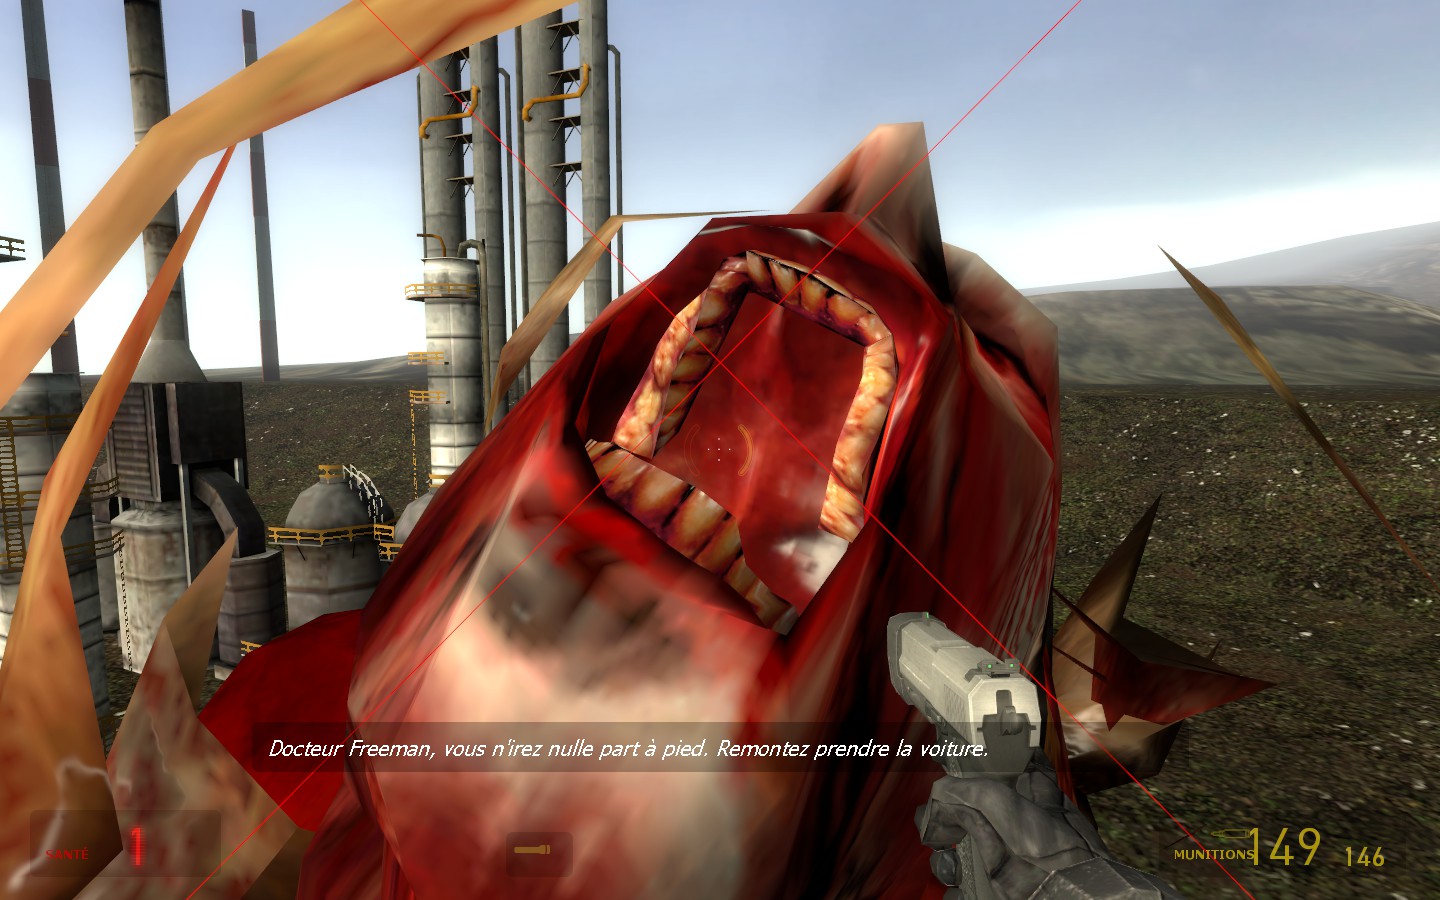 Docteur Freeman, vous n'irez nulle part à pied. Remontez prendre la voiture.
SANTÉ 1
MUNITIONS 149 146